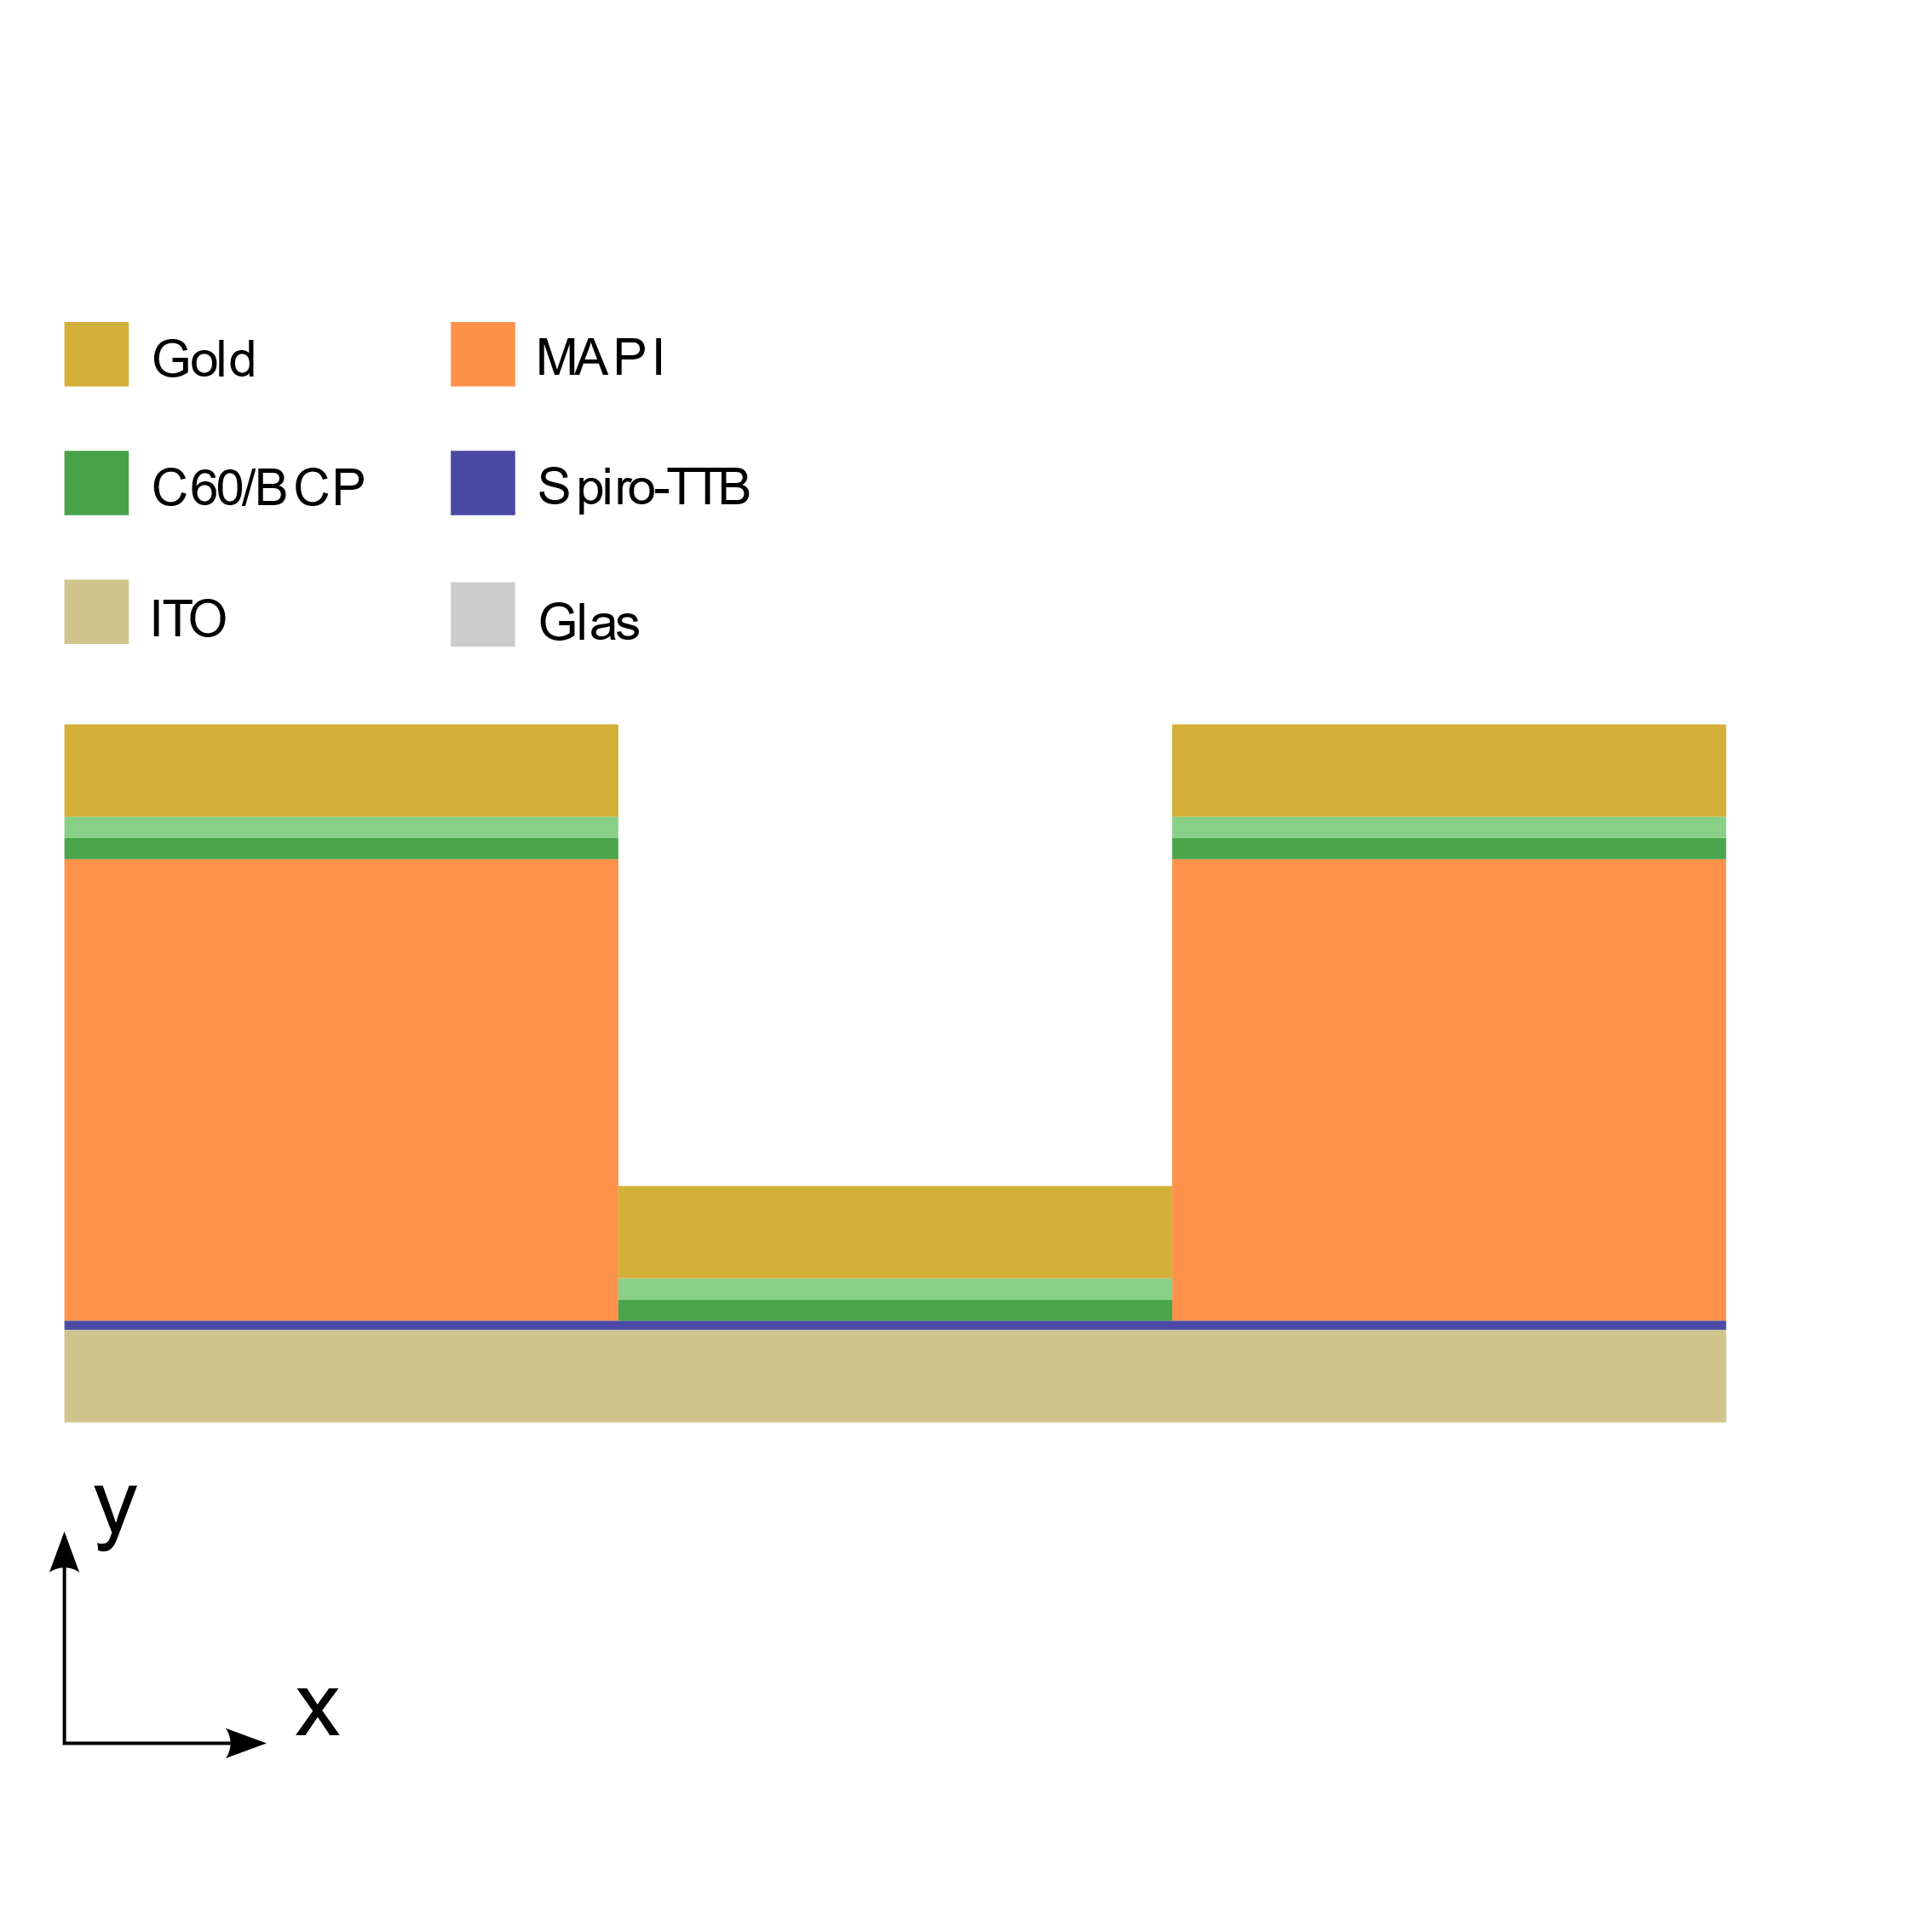 Gold MAPI
C60/BCP Spiro-TTB
ITO Glas
y
x